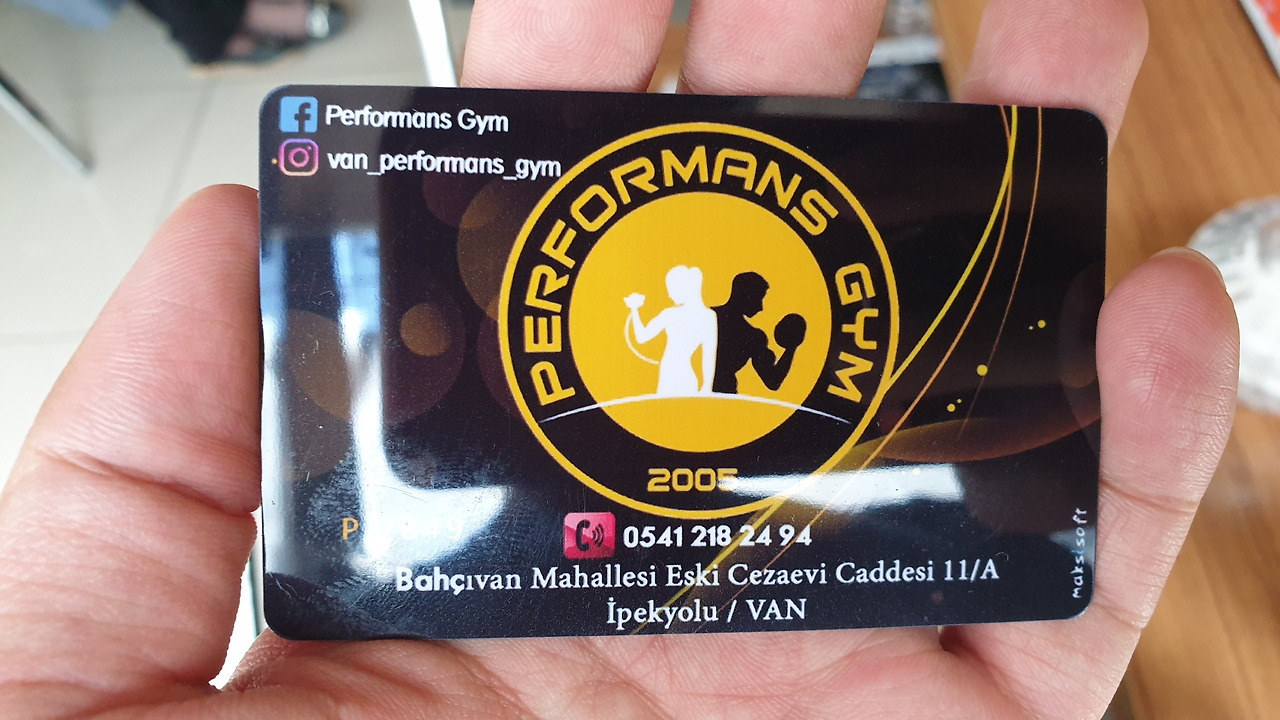 Performans Gym
van_performans_gym
PERFORMANS GYM
2005
0541 218 24 94
Bahçıvan Mahallesi Eski Cezaevi Caddesi 11/A
İpekyolu / VAN
maksisoft